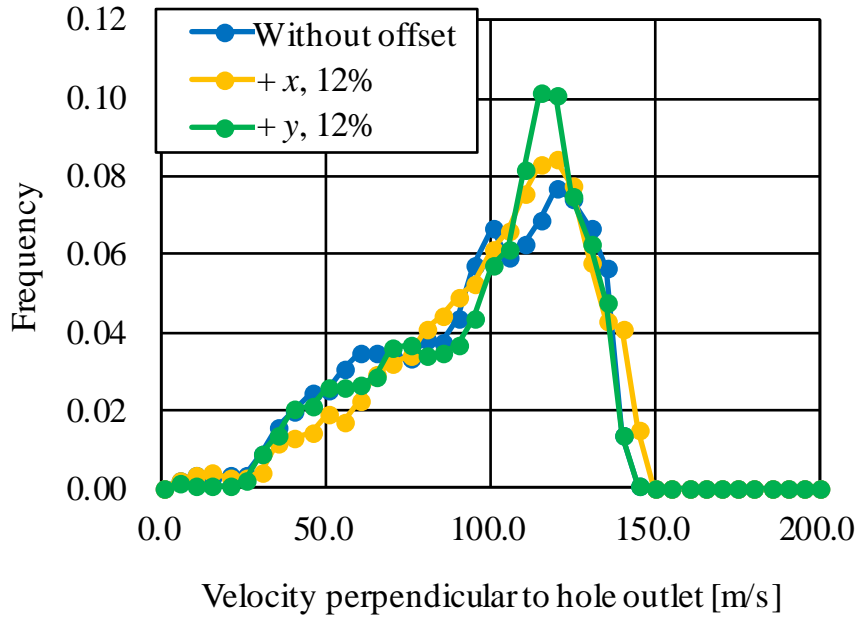 0.12
0.10
0.08
0.06
0.04
0.02
0.00
Frequency
Without offset
+ x, 12%
+ y, 12%
0.0 50.0 100.0 150.0 200.0
Velocity perpendicular to hole outlet [m/s]